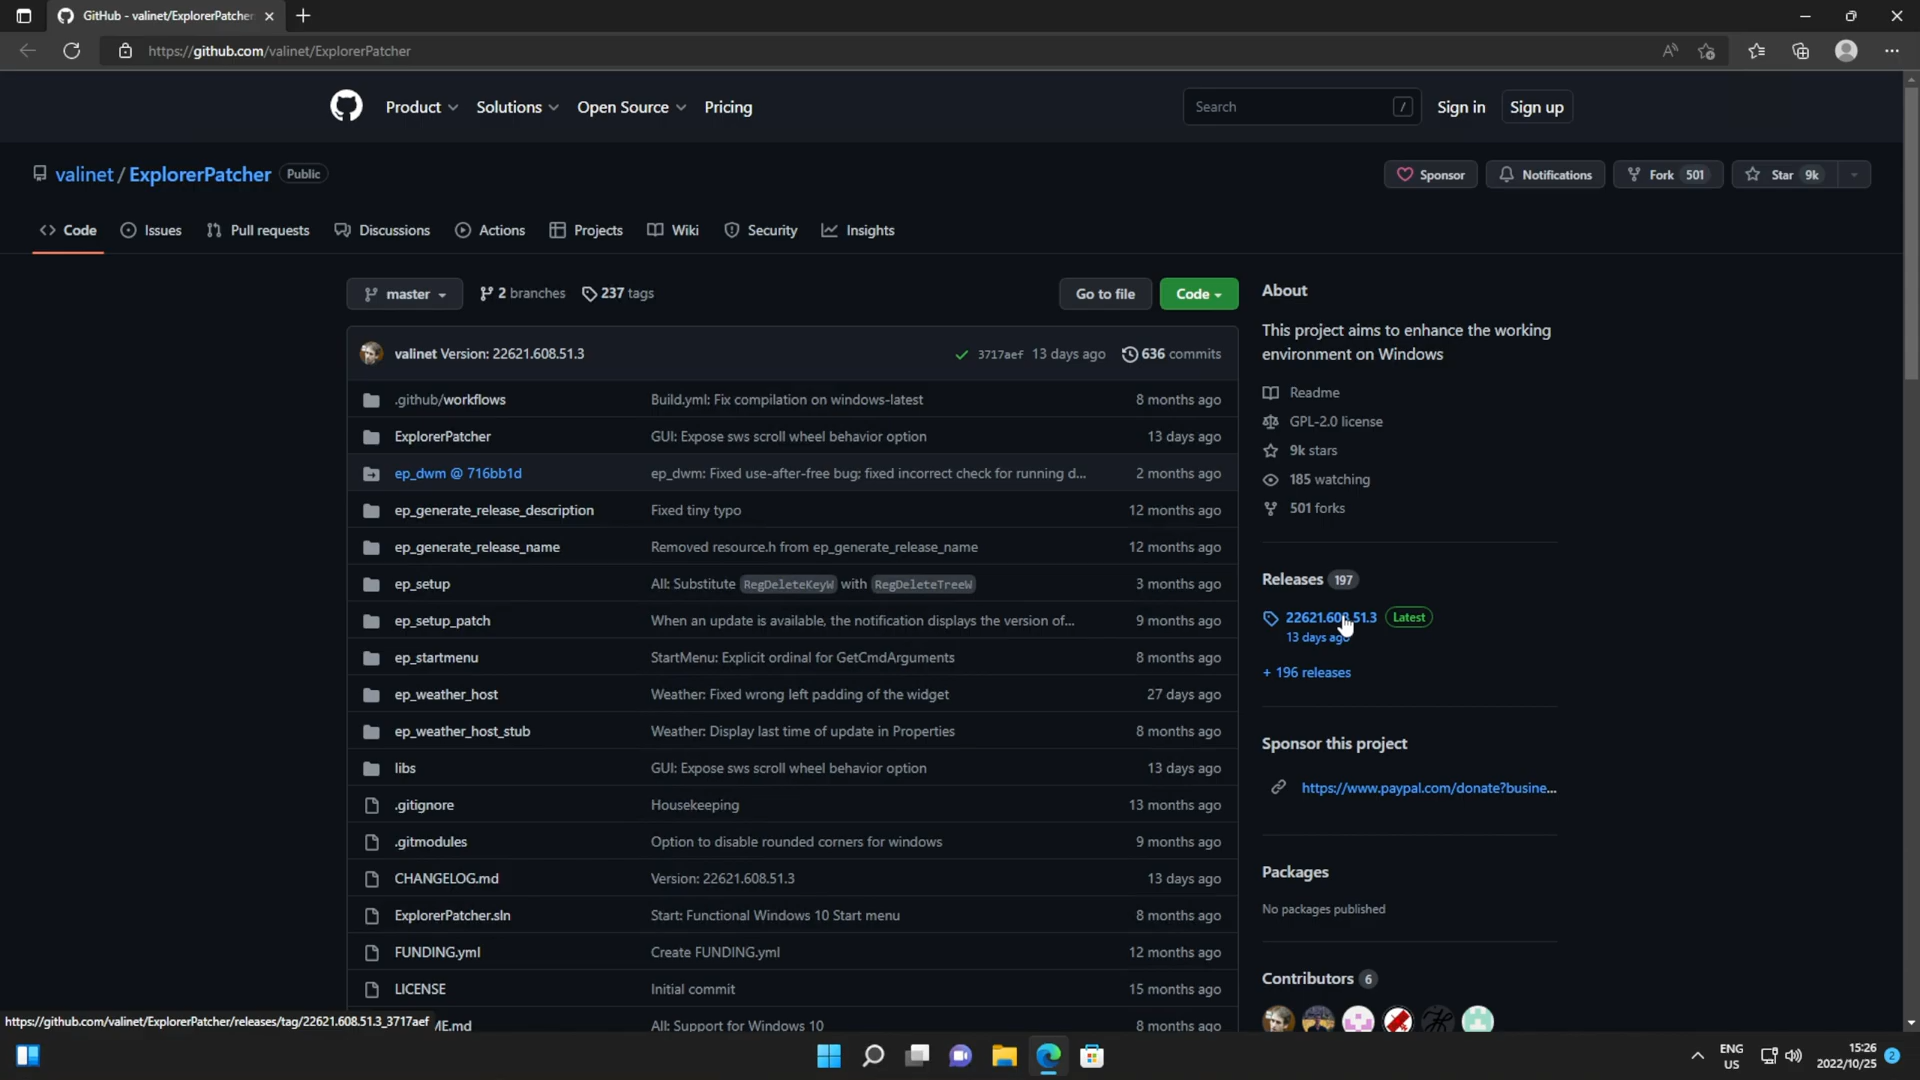 GitHub - valinet/ExplorerPatcher:
https://github.com/valinet/ExplorerPatcher
Product Solutions Open Source Pricing Search / Sign in Sign up
valinet / ExplorerPatcher Public Sponsor Notifications Fork 501 Star 9k
Code Issues Pull requests Discussions Actions Projects Wiki Security Insights
master 2 branches 237 tags Go to file Code
valinet Version: 22621.608.51.3 3717aef 13 days ago 636 commits
.github/workflows Build.yml: Fix compilation on windows-latest 8 months ago
ExplorerPatcher GUI: Expose sws scroll wheel behavior option 13 days ago
ep_dwm @ 716bb1d ep_dwm: Fixed use-after-free bug; fixed incorrect check for running d... 2 months ago
ep_generate_release_description Fixed tiny typo 12 months ago
ep_generate_release_name Removed resource.h from ep_generate_release_name 12 months ago
ep_setup All: Substitute RegDeleteKeyW with RegDeleteTreeW 3 months ago
ep_setup_patch When an update is available, the notification displays the version of... 9 months ago
ep_startmenu StartMenu: Explicit ordinal for GetCmdArguments 8 months ago
ep_weather_host Weather: Fixed wrong left padding of the widget 27 days ago
ep_weather_host_stub Weather: Display last time of update in Properties 8 months ago
libs GUI: Expose sws scroll wheel behavior option 13 days ago
.gitignore Housekeeping 13 months ago
.gitmodules Option to disable rounded corners for windows 9 months ago
CHANGELOG.md Version: 22621.608.51.3 13 days ago
ExplorerPatcher.sln Start: Functional Windows 10 Start menu 8 months ago
FUNDING.yml Create FUNDING.yml 12 months ago
LICENSE Initial commit 15 months ago
ME.md All: Support for Windows 10 8 months ago
About
This project aims to enhance the working
environment on Windows
Readme
GPL-2.0 license
9k stars
185 watching
501 forks
Releases 197
22621.608.51.3 Latest
13 days ago
+ 196 releases
Sponsor this project
https://www.paypal.com/donate?busine...
Packages
No packages published
Contributors 6
https://github.com/valinet/ExplorerPatcher/releases/tag/22621.608.51.3_3717aef
ENG
US
15:26
2022/10/25
2